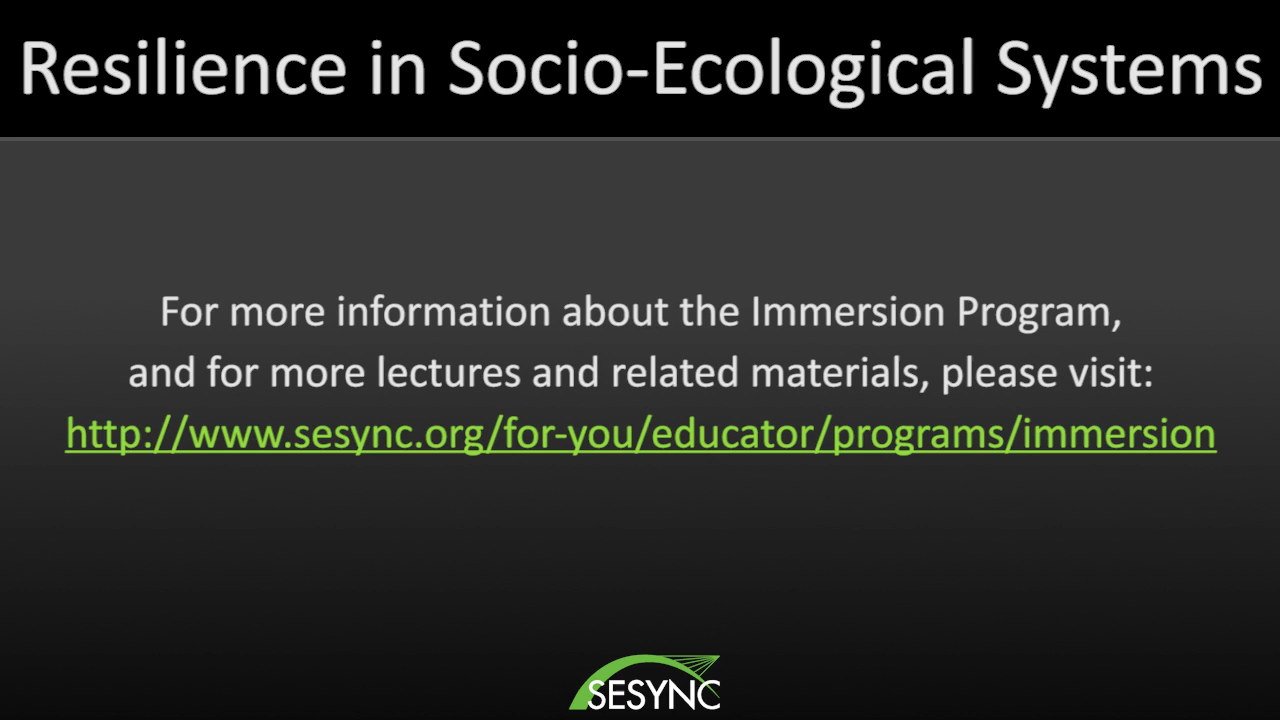 Resilience in Socio-Ecological Systems
For more information about the Immersion Program,
and for more lectures and related materials, please visit:
http://www.sesync.org/for-you/educator/programs/immersion
SESYNC